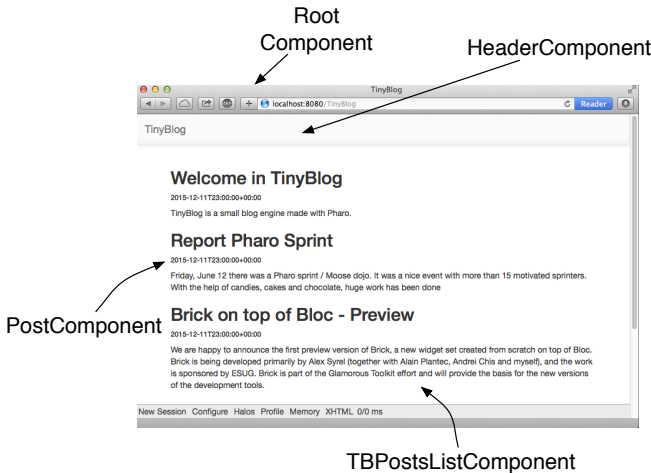 Root
Component
HeaderComponent
TinyBlog
localhost:8080/TinyBlog
Reader
TinyBlog
Welcome in TinyBlog
2015-12-11T23:00:00+00:00
TinyBlog is a small blog engine made with Pharo.
Report Pharo Sprint
2015-12-11T23:00:00+00:00
Friday, June 12 there was a Pharo sprint / Moose dojo. It was a nice event with more than 15 motivated sprinters.
With the help of candies, cakes and chocolate, huge work has been done
PostComponent
Brick on top of Bloc - Preview
2015-12-11T23:00:00+00:00
We are happy to announce the first preview version of Brick, a new widget set created from scratch on top of Bloc.
Brick is being developed primarily by Alex Syrel (together with Alain Plantec, Andrei Chis and myself), and the work
is sponsored by ESUG. Brick is part of the Glamorous Toolkit effort and will provide the basis for the new versions
of the development tools.
New Session Configure Halos Profile Memory XHTML 0/0 ms
TBPostsListComponent